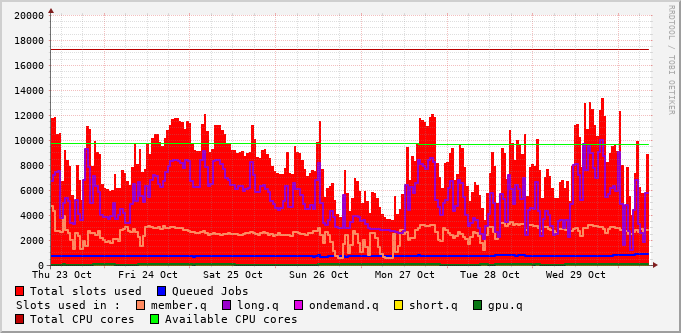 20000
18000
16000
14000
12000
10000
8000
6000
4000
2000
0
Thu 23 Oct Fri 24 Oct Sat 25 Oct Sun 26 Oct Mon 27 Oct Tue 28 Oct Wed 29 Oct
Total slots used Queued Jobs
Slots used in : member.q long.q ondemand.q short.q gpu.q
Total CPU cores Available CPU cores
RRDTOOL / TOBI OETIKER